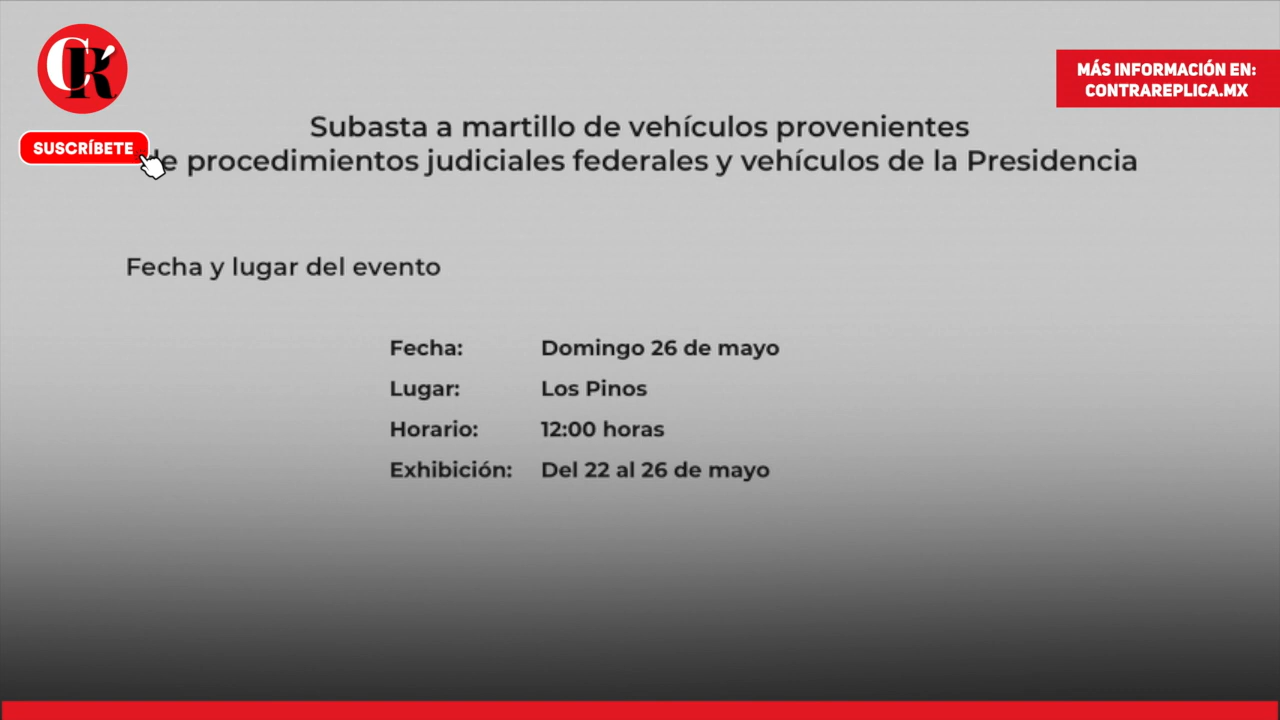 CR
SUSCRÍBETE
MÁS INFORMACIÓN EN:
CONTRAREPLICA.MX
Subasta a martillo de vehículos provenientes
de procedimientos judiciales federales y vehículos de la Presidencia
Fecha y lugar del evento
Fecha: Domingo 26 de mayo
Lugar: Los Pinos
Horario: 12:00 horas
Exhibición: Del 22 al 26 de mayo